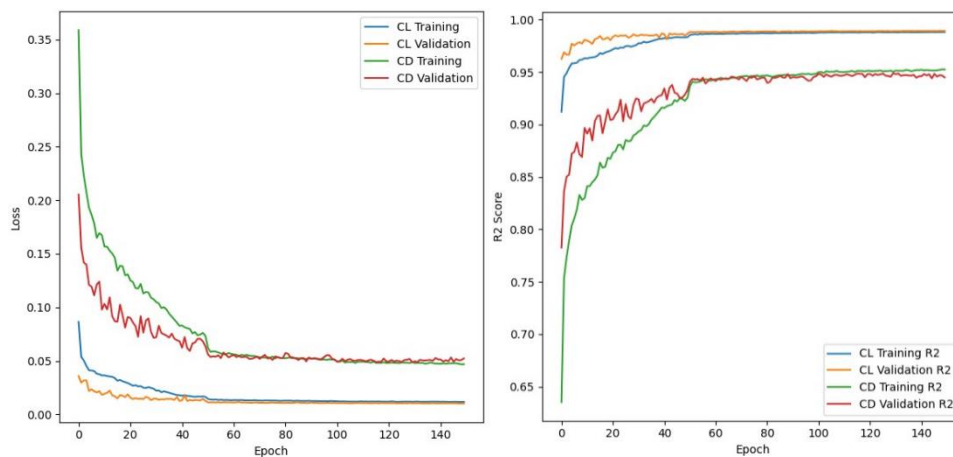 CL Training
CL Validation
CD Training
CD Validation
0.35
0.30
0.25
0.20
0.15
0.10
0.05
0.00
Loss
0 20 40 60 80 100 120 140
Epoch
1.00
0.95
0.90
0.85
0.80
0.75
0.70
0.65
R2 Score
CL Training R2
CL Validation R2
CD Training R2
CD Validation R2
0 20 40 60 80 100 120 140
Epoch